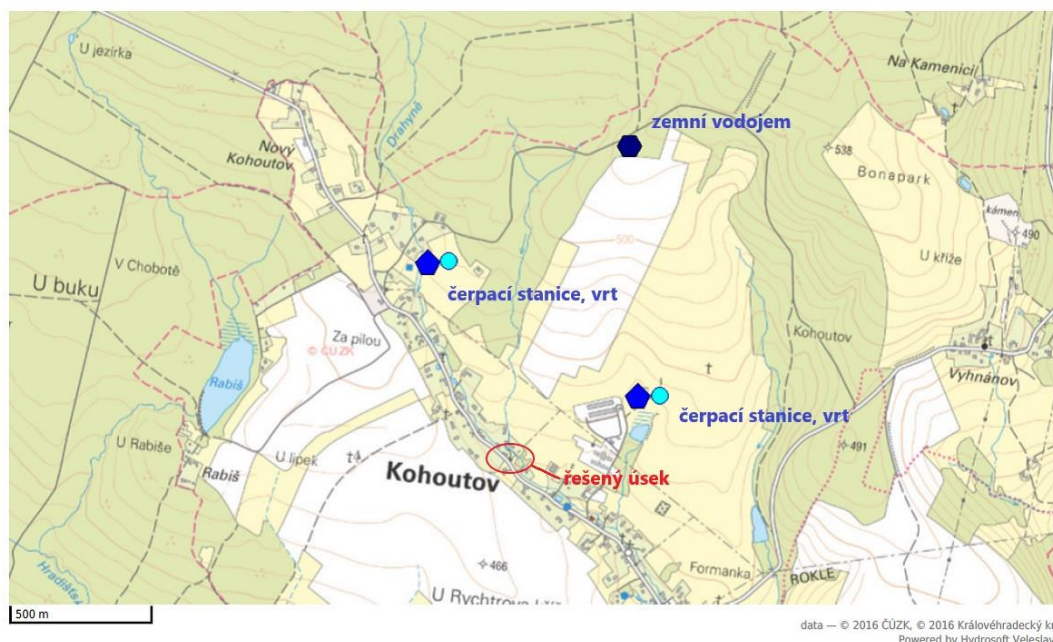 U jezírka
Drahyně
Nový
Kohoutov
zemní vodojem
Na Kamenici
538
Bonapark
kámen
490
U kříže
V Chobotě
U buku
čerpací stanice, vrt
500
Za pilou
© ČÚZK
Kohoutov
Vyhnánov
Rabiš
čerpací stanice, vrt
491
U Rabiše
U lipek
Rabiš
Kohoutov
řešený úsek
466
Formanka
ROKLE
500 m
data — © 2016 ČÚZK, © 2016 Královéhradecký kr
Powered by Hydrosoft Veleslav